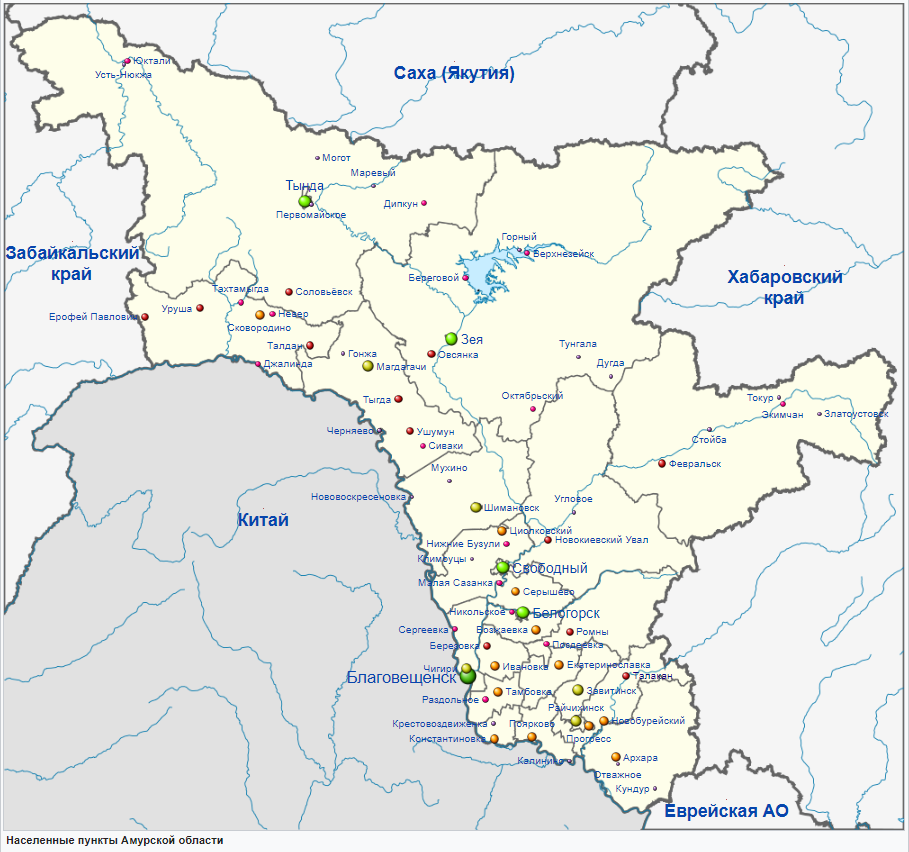 Юктали
Усть-Нюкжа
Саха (Якутия)
Могот
Маревый
Тында
Дипкун
Первомайское
Горный
Верхнезейск
Забайкальский
край
Береговой
Хабаровский
край
Тахтамыгда
Соловьёвск
Уруша
Невер
Ерофей Павлович
Сковородино
Зея
Талдан
Гонжа
Овсянка
Тунгала
Джалинда
Магдагачи
Дугда
Тыгда
Октябрьский
Токур
Экимчан
Златоустовск
Черняево
Ушумун
Сиваки
Стойба
Мухино
Февральск
Нововоскресеновка
Угловое
Шимановск
Китай
Циолковский
Нижние Бузули
Новокиевский Увал
Климоуцы
Свободный
Малая Сазанка
Серышево
Никольское
Белогорск
Сергеевка
Возжаевка
Ромны
Березовка
Поздеевка
Чигири
Ивановка
Екатеринославка
Благовещенск
Талакан
Тамбовка
Завитинск
Раздольное
Райчихинск
Крестовоздвиженка
Поярково
Новобурейский
Константиновка
Прогресс
Калинино
Архара
Отважное
Кундур
Еврейская АО
Населенные пункты Амурской области